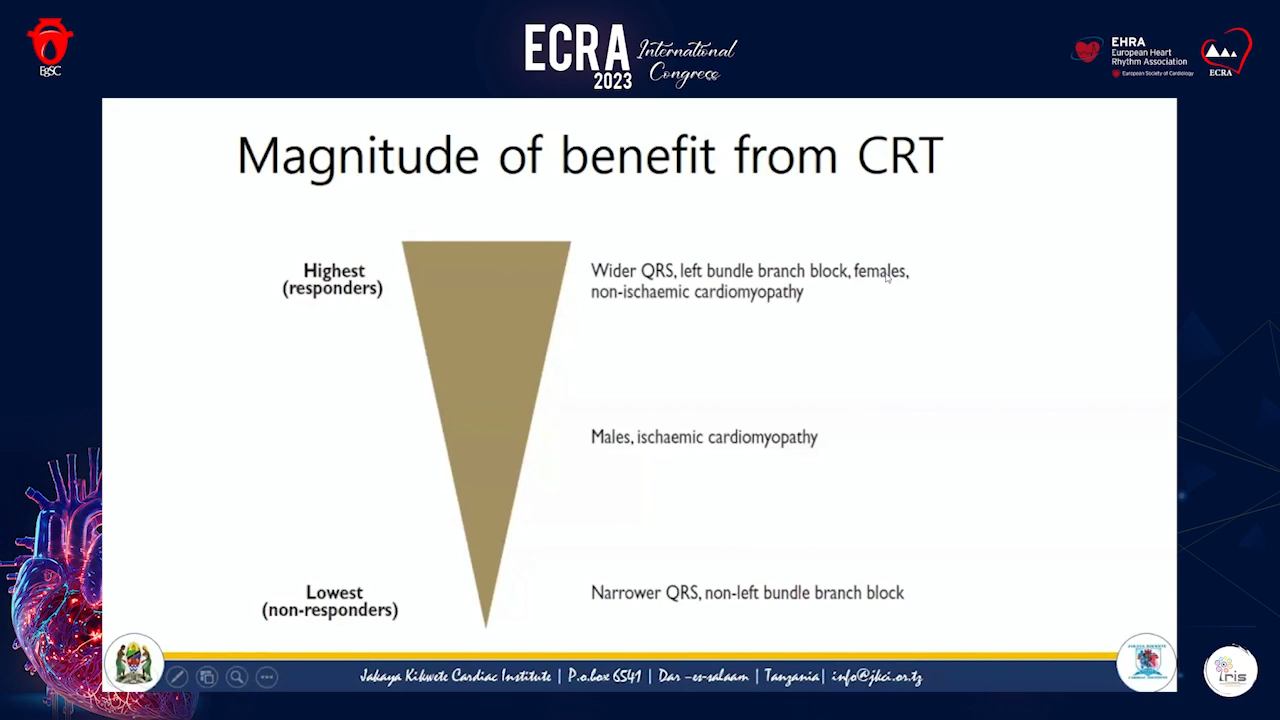 EgSC
ECRA
2023
International
Congress
EHRA
European Heart
Rhythm Association
European Society of Cardiology
ECRA
Magnitude of benefit from CRT
Highest
(responders)
Wider QRS, left bundle branch block, females,
non-ischaemic cardiomyopathy
Males, ischaemic cardiomyopathy
Lowest
(non-responders)
Narrower QRS, non-left bundle branch block
Jakaya Kikwete Cardiac Institute | P.o.box 6541 | Dar -es-salaam | Tanzania| info@jkci.or.tz
iris